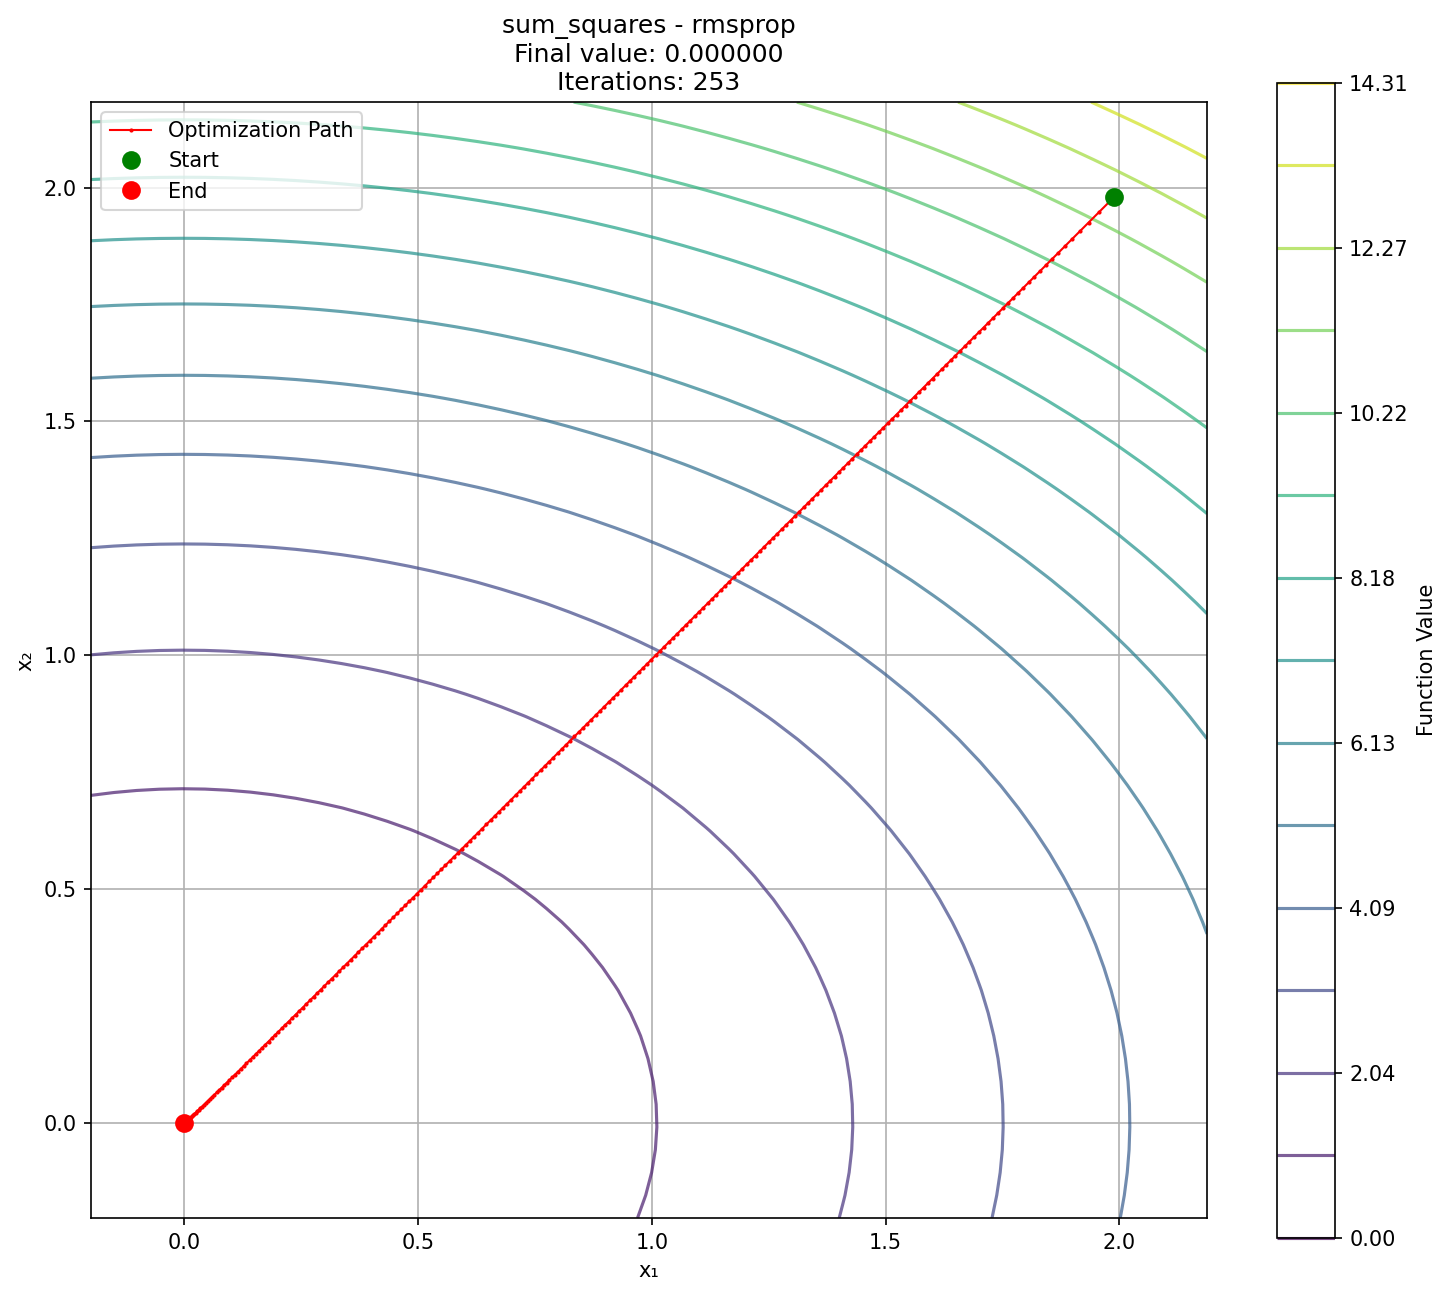 sum_squares - rmsprop
Final value: 0.000000
Iterations: 253
Optimization Path
Start
End
2.0
1.5
1.0
0.5
0.0
x₂
0.0
0.5
1.0
1.5
2.0
x₁
14.31
12.27
10.22
8.18
6.13
4.09
2.04
0.00
Function Value